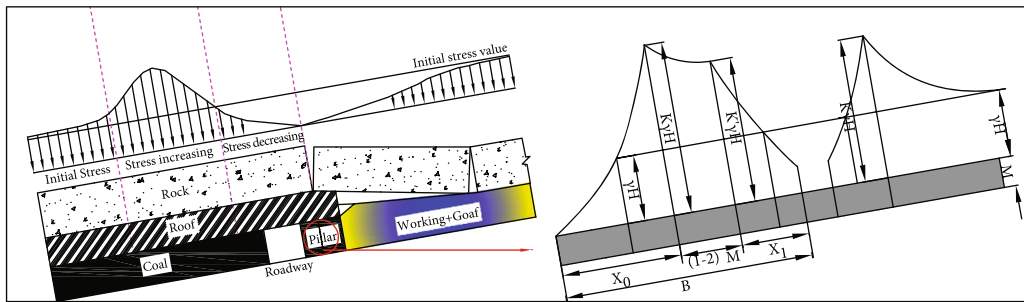 Initial stress value
Initial Stress
Stress increasing
Stress decreasing
Rock
Roof
Pillar
Working+Goaf
Coal
Roadway
γH
KγH
K'γH
KγH
γH
M
X0
(1-2) M
X1
B